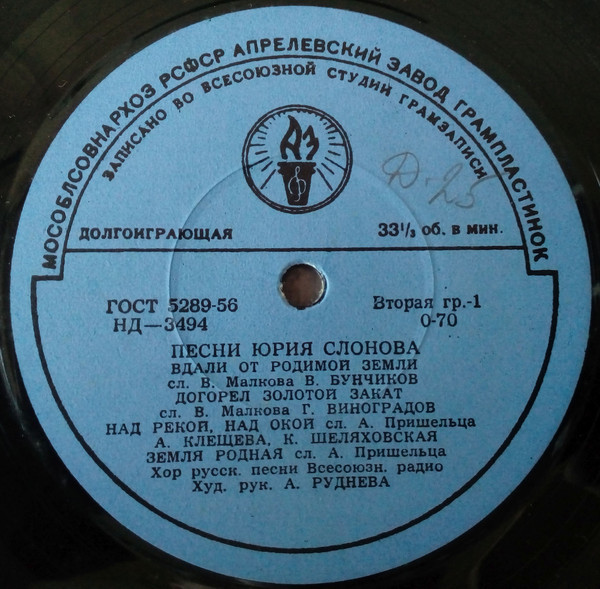 МОСОБЛСОВНАРХОЗ РСФСР АПРЕЛЕВСКИЙ ЗАВОД ГРАМПЛАСТИНОК
ЗАПИСАНО ВО ВСЕСОЮЗНОЙ СТУДИИ ГРАМЗАПИСИ
АЗ
Д-25
ДОЛГОИГРАЮЩАЯ 33 1/3 об. в мин.
ГОСТ 5289-56 Вторая гр.-1
НД—3494 0-70
ПЕСНИ ЮРИЯ СЛОНОВА
ВДАЛИ ОТ РОДИМОЙ ЗЕМЛИ
сл. В. Малкова В. БУНЧИКОВ
ДОГОРЕЛ ЗОЛОТОЙ ЗАКАТ
сл. В. Малкова Г. ВИНОГРАДОВ
НАД РЕКОЙ, НАД ОКОЙ сл. А. Пришельца
А. КЛЕЩЕВА, К. ШЕЛЯХОВСКАЯ
ЗЕМЛЯ РОДНАЯ сл. А. Пришельца
Хор русск. песни Всесоюзн. радио
Худ. рук. А. РУДНЕВА